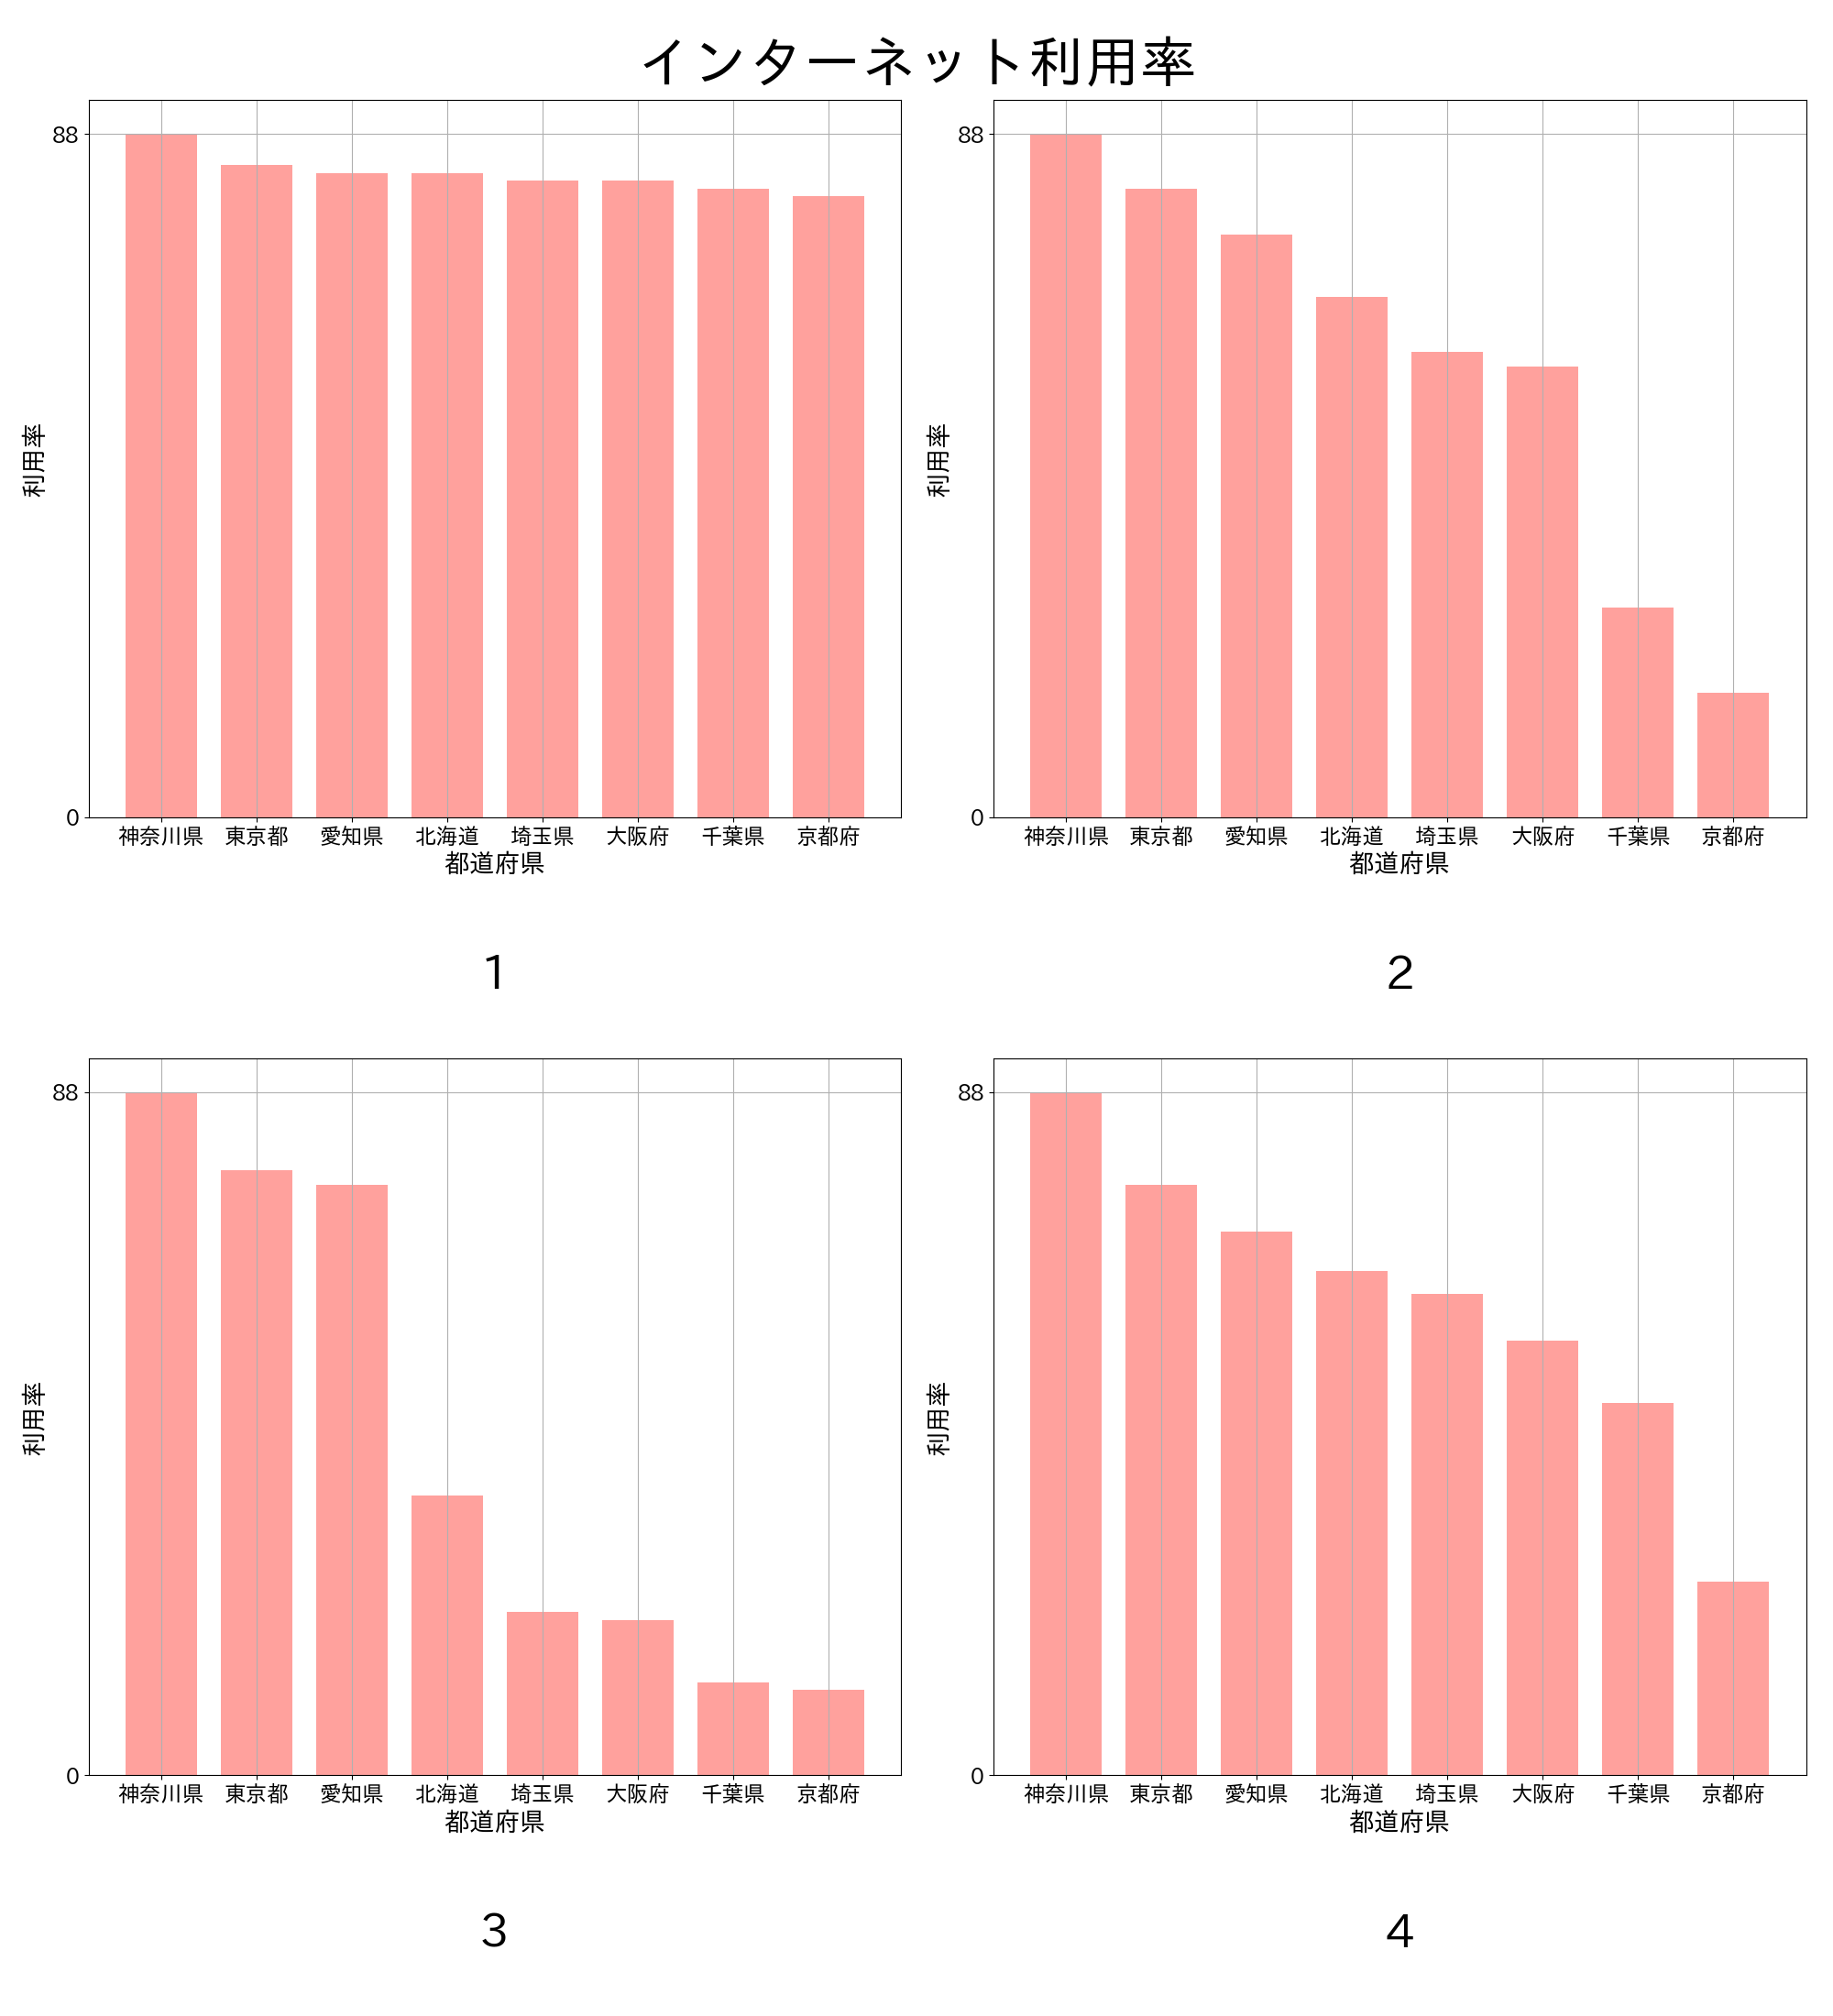 インターネット利用率
88
0
利用率
神奈川県 東京都 愛知県 北海道 埼玉県 大阪府 千葉県 京都府
都道府県
1
88
0
利用率
神奈川県 東京都 愛知県 北海道 埼玉県 大阪府 千葉県 京都府
都道府県
2
88
0
利用率
神奈川県 東京都 愛知県 北海道 埼玉県 大阪府 千葉県 京都府
都道府県
3
88
0
利用率
神奈川県 東京都 愛知県 北海道 埼玉県 大阪府 千葉県 京都府
都道府県
4